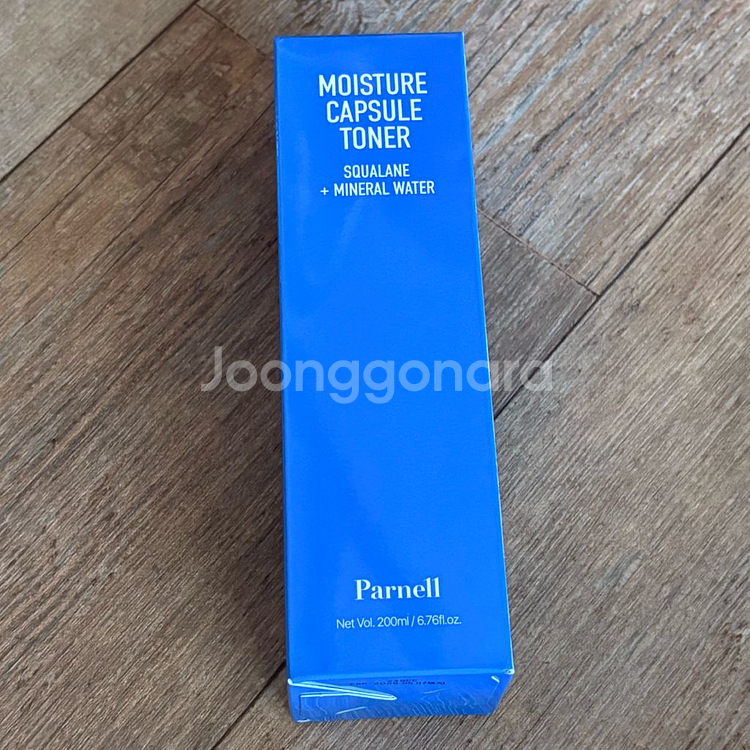 MOISTURE
CAPSULE
TONER
SQUALANE
+ MINERAL WATER
Joonggonara
Parnell
Net Vol. 200ml / 6.76fl.oz.